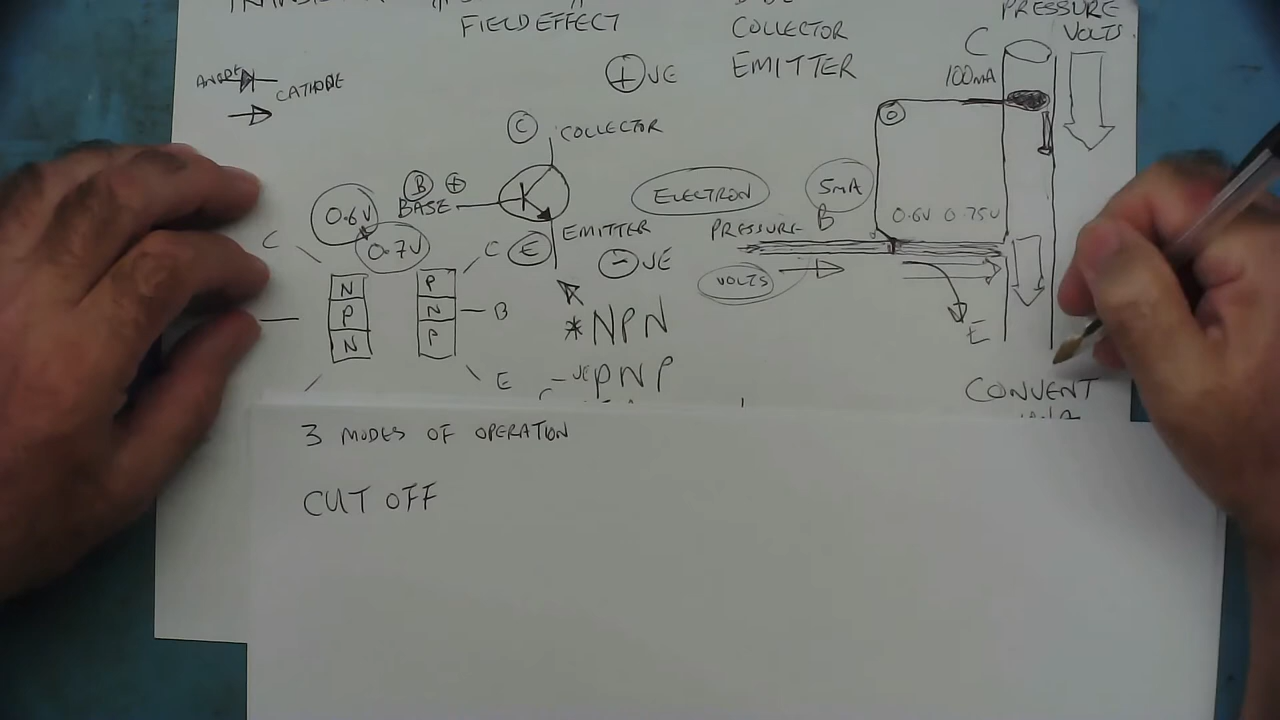 FIELD EFFECT
COLLECTOR
EMITTER
+ VE
PRESSURE
VOLTS
C
100mA
ANODE
CATHODE
C COLLECTOR
B +
BASE
EMITTER
E
- VE
ELECTRON
5mA
PRESSURE B
0.6V 0.75V
VOLTS
E
0.6V
0.7V
C
N
P
N
C
P
N
P
B
E
*NPN
-VE PNP
CONVENT
3 MODES OF OPERATION
CUT OFF